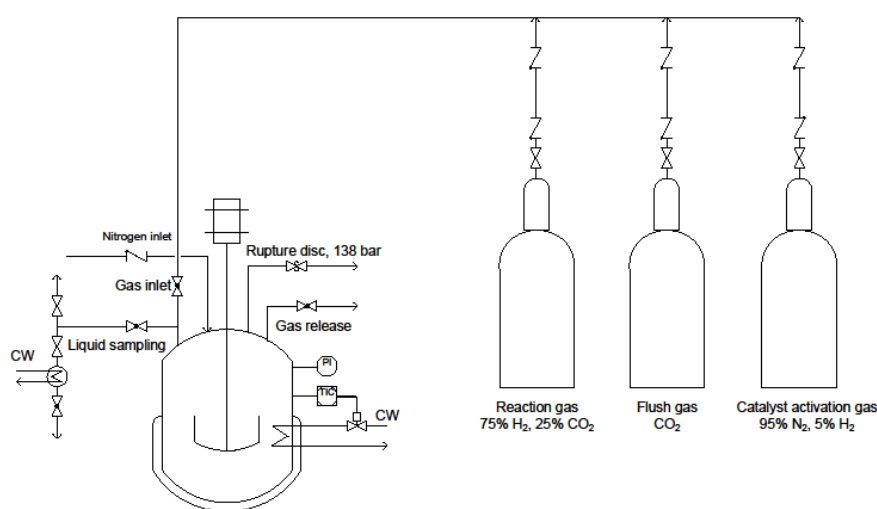 Nitrogen inlet
Rupture disc, 138 bar
Gas inlet
Gas release
Liquid sampling
CW
PI
TIC
CW
Reaction gas
75% H₂, 25% CO₂
Flush gas
CO₂
Catalyst activation gas
95% N₂, 5% H₂